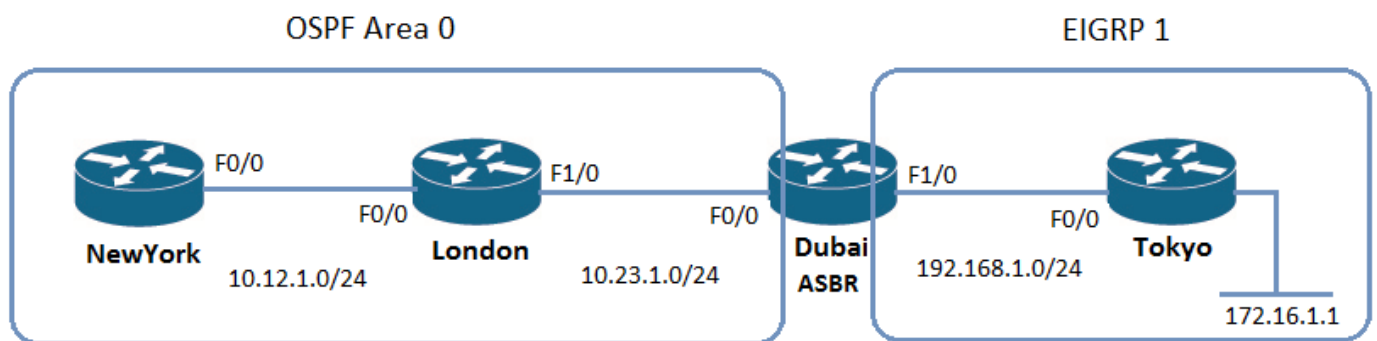 OSPF Area 0
EIGRP 1
F0/0
F0/0
F1/0
F0/0
F1/0
F0/0
NewYork
London
Dubai
ASBR
Tokyo
10.12.1.0/24
10.23.1.0/24
192.168.1.0/24
172.16.1.1